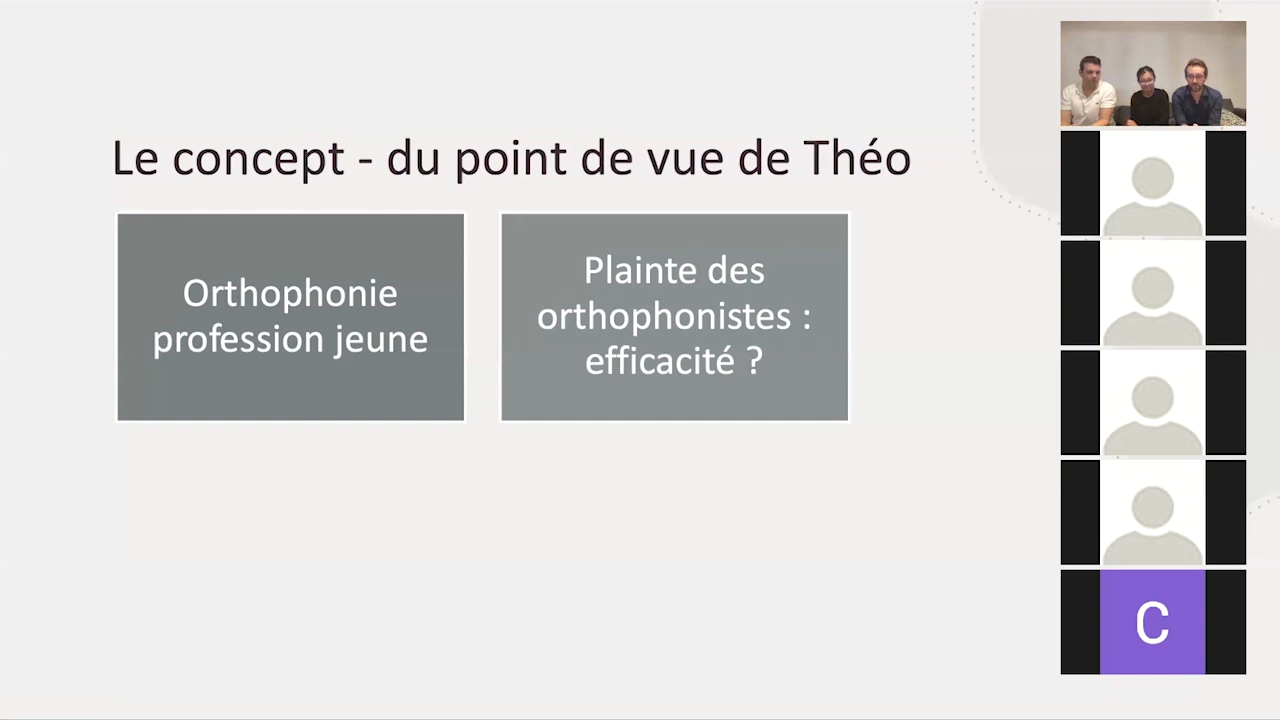 Le concept - du point de vue de Théo
Orthophonie
profession jeune
Plainte des
orthophonistes :
efficacité ?
C